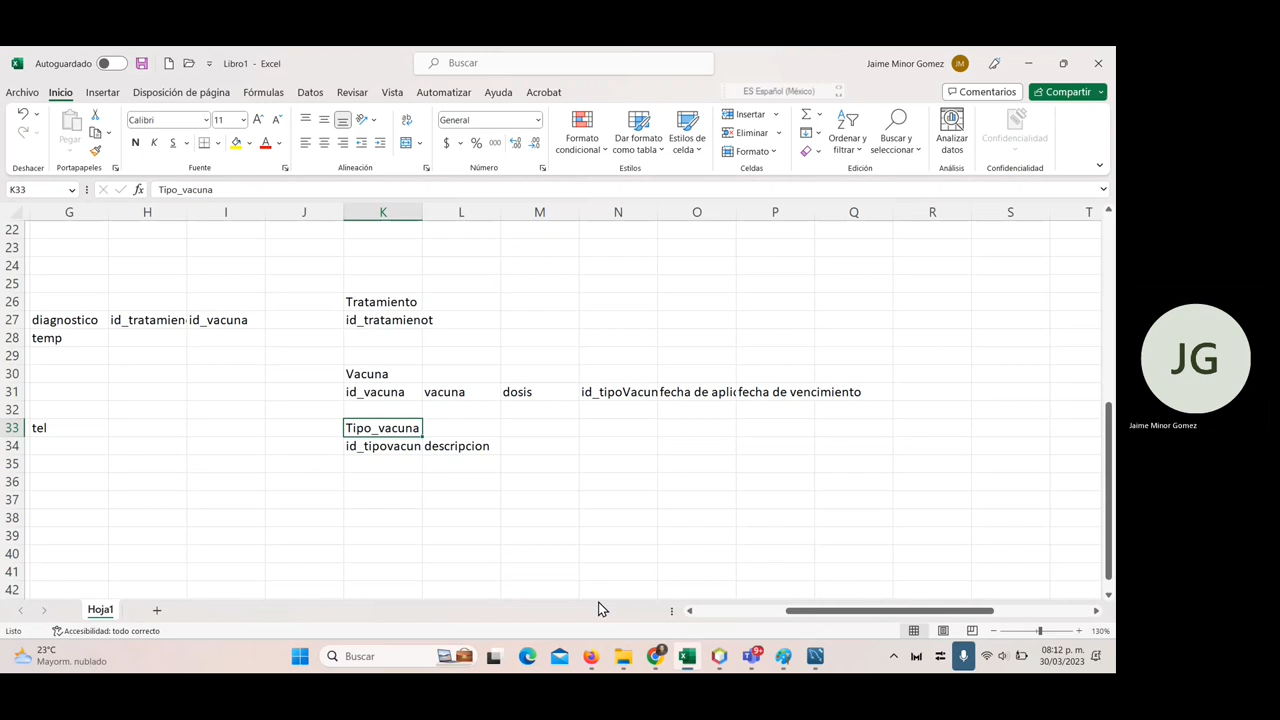 Autoguardado Libro1 - Excel Buscar Jaime Minor Gomez JM
Archivo Inicio Insertar Disposición de página Fórmulas Datos Revisar Vista Automatizar Ayuda Acrobat ES Español (México) Comentarios Compartir
Pegar Calibri 11 General Formato condicional Dar formato como tabla Estilos de celda Insertar Eliminar Formato Ordenar y filtrar Buscar y seleccionar Analizar datos Confidencialidad
Deshacer Portapapeles Fuente Alineación Número Estilos Celdas Edición Análisis Confidencialidad
K33 Tipo_vacuna
G H I J K L M N O P Q R S T
22
23
24
25
26 Tratamiento
27 diagnostico id_tratamien id_vacuna id_tratamienot
28 temp
29
30 Vacuna
31 id_vacuna vacuna dosis id_tipoVacun fecha de aplic fecha de vencimiento
32
33 tel Tipo_vacuna
34 id_tipovacun descripcion
35
36
37
38
39
40
41
42
Hoja1
Listo Accesibilidad: todo correcto 130%
23°C
Mayorm. nublado
Buscar
9+
08:12 p. m.
30/03/2023
JG
Jaime Minor Gomez